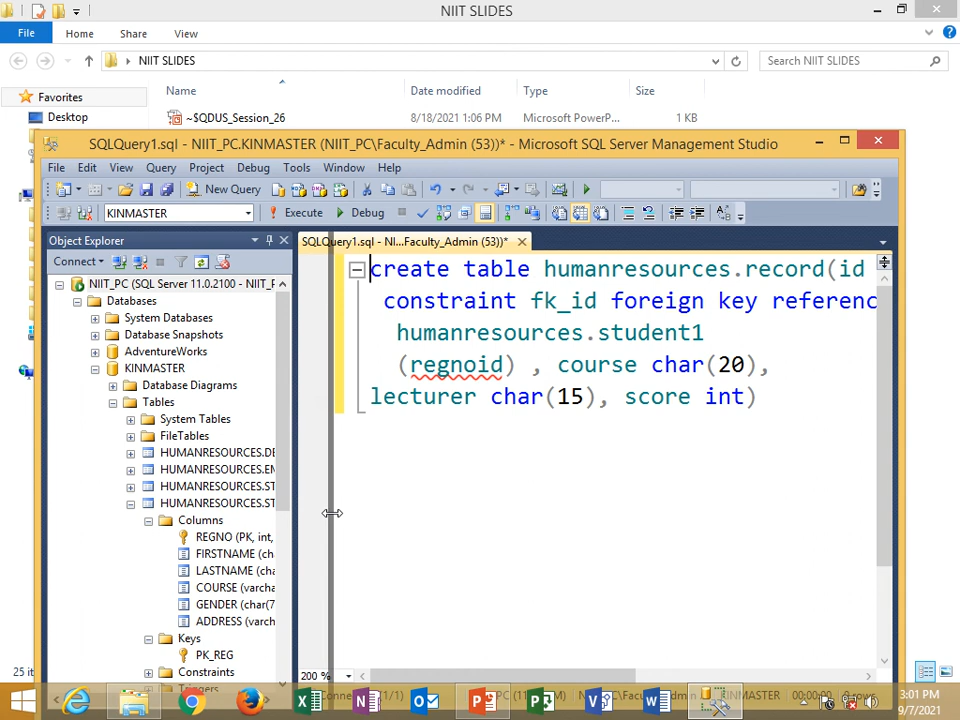 NIIT SLIDES
File Home Share View
NIIT SLIDES
Search NIIT SLIDES
Favorites
Name Date modified Type Size
Desktop
~$QDUS_Session_26 8/18/2021 1:06 PM Microsoft PowerP... 1 KB
SQLQuery1.sql - NIIT_PC.KINMASTER (NIIT_PC\Faculty_Admin (53))* - Microsoft SQL Server Management Studio
File Edit View Query Project Debug Tools Window Help
New Query
KINMASTER Execute Debug
Object Explorer
SQLQuery1.sql - NI...Faculty_Admin (53))*
Connect
NIIT_PC (SQL Server 11.0.2100 - NIIT_P
Databases
System Databases
Database Snapshots
AdventureWorks
KINMASTER
Database Diagrams
Tables
System Tables
FileTables
HUMANRESOURCES.DE
HUMANRESOURCES.EM
HUMANRESOURCES.ST
HUMANRESOURCES.ST
Columns
REGNO (PK, int,
FIRSTNAME (ch
LASTNAME (cha
COURSE (varcha
GENDER (char(7
ADDRESS (varch
Keys
PK_REG
Constraints
Triggers
create table humanresources.record(id
constraint fk_id foreign key referenc
humanresources.student1
(regnoid) , course char(20),
lecturer char(15), score int)
200 %
25 it
3:01 PM
9/7/2021